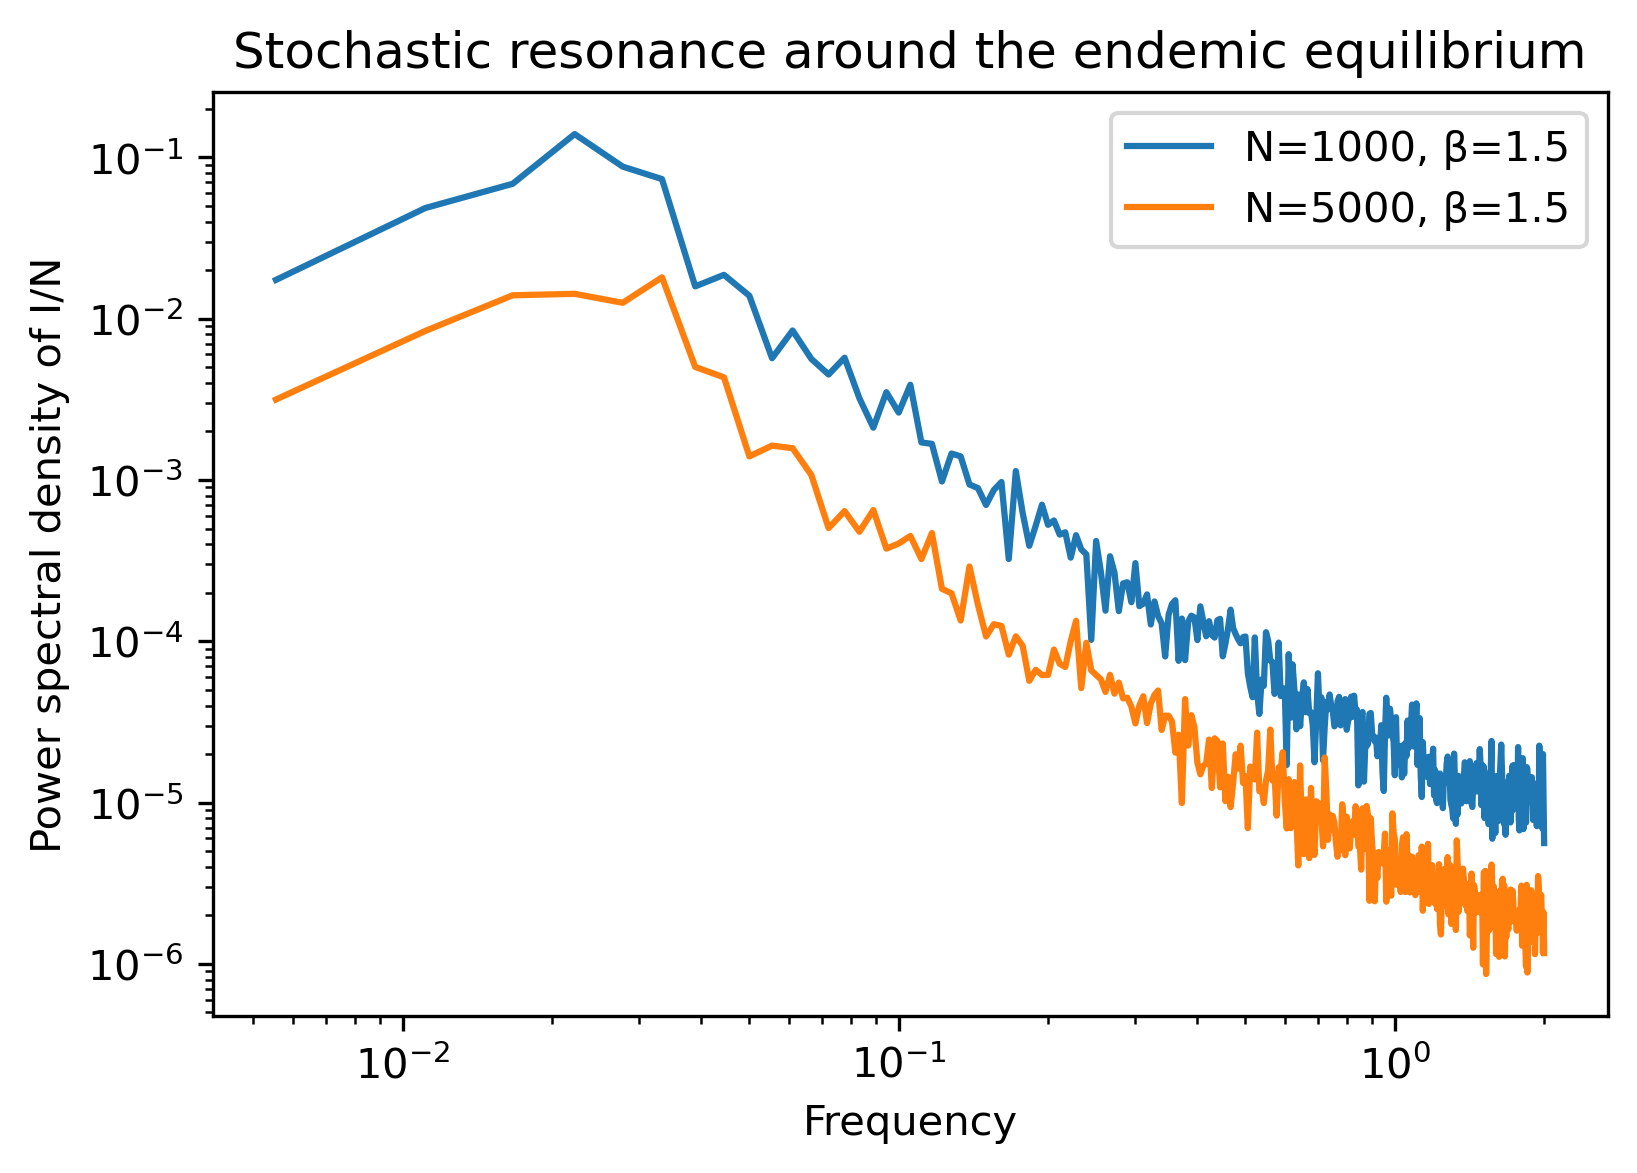 Stochastic resonance around the endemic equilibrium
N=1000, β=1.5
N=5000, β=1.5
Power spectral density of I/N
10⁻¹
10⁻²
10⁻³
10⁻⁴
10⁻⁵
10⁻⁶
10⁻² 10⁻¹ 10⁰
Frequency